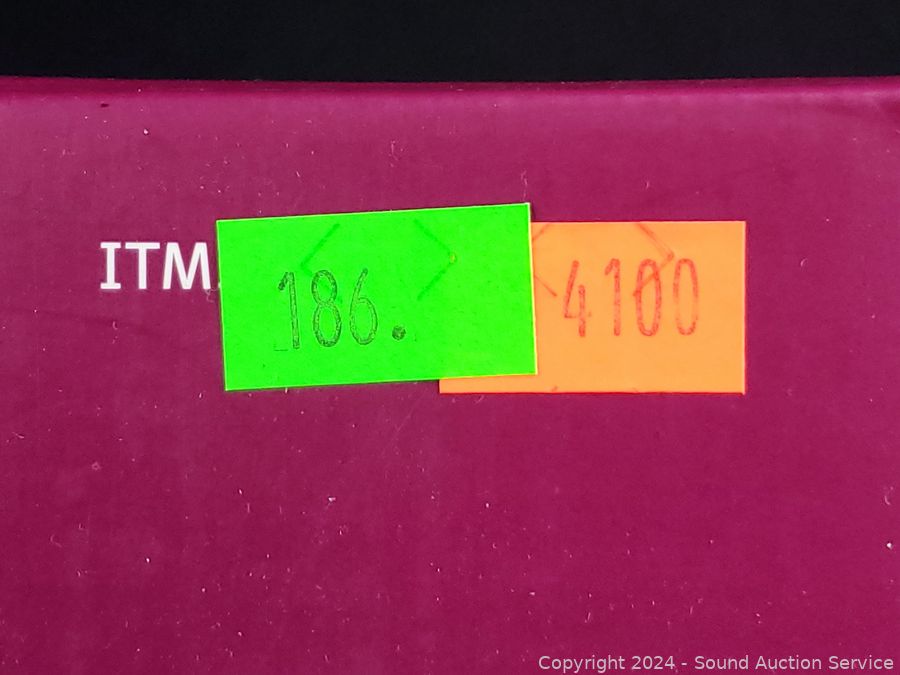 ITM.
186.
4100
Copyright 2024 - Sound Auction Service